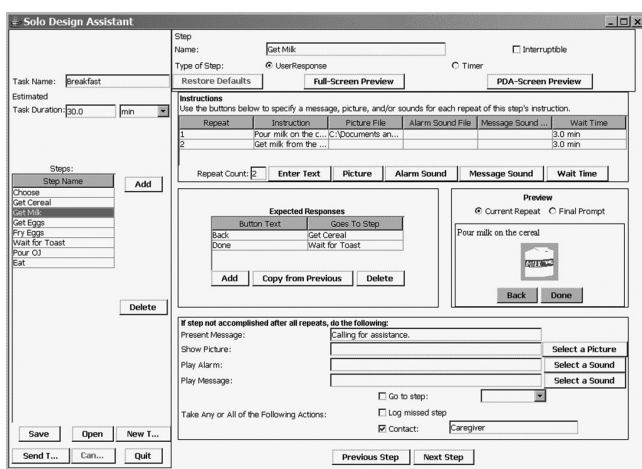 Solo Design Assistant
Step
Name: Get Milk Interruptible
Type of Step: UserResponse Timer
Restore Defaults Full-Screen Preview PDA-Screen Preview
Task Name: Breakfast
Estimated
Task Duration: 30.0 min
Steps:
Step Name
Choose
Get Cereal
Get Milk
Get Eggs
Fry Eggs
Wait for Toast
Pour OJ
Eat
Add
Delete
Save Open New T...
Send T... Can... Quit
Instructions
Use the buttons below to specify a message, picture, and/or sounds for each repeat of this step's instruction.
Repeat Instruction Picture File Alarm Sound File Message Sound ... Wait Time
1 Pour milk on the c... C:\Documents an... 3.0 min
2 Get milk from the ... 3.0 min
Repeat Count: 2 Enter Text Picture Alarm Sound Message Sound Wait Time
Expected Responses
Button Text Goes To Step
Back Get Cereal
Done Wait for Toast
Add Copy from Previous Delete
Preview
Current Repeat Final Prompt
Pour milk on the cereal
Back Done
If step not accomplished after all repeats, do the following:
Present Message: Calling for assistance.
Show Picture: Select a Picture
Play Alarm: Select a Sound
Play Message: Select a Sound
Go to step:
Take Any or All of the Following Actions: Log missed step
Contact: Caregiver
Previous Step Next Step